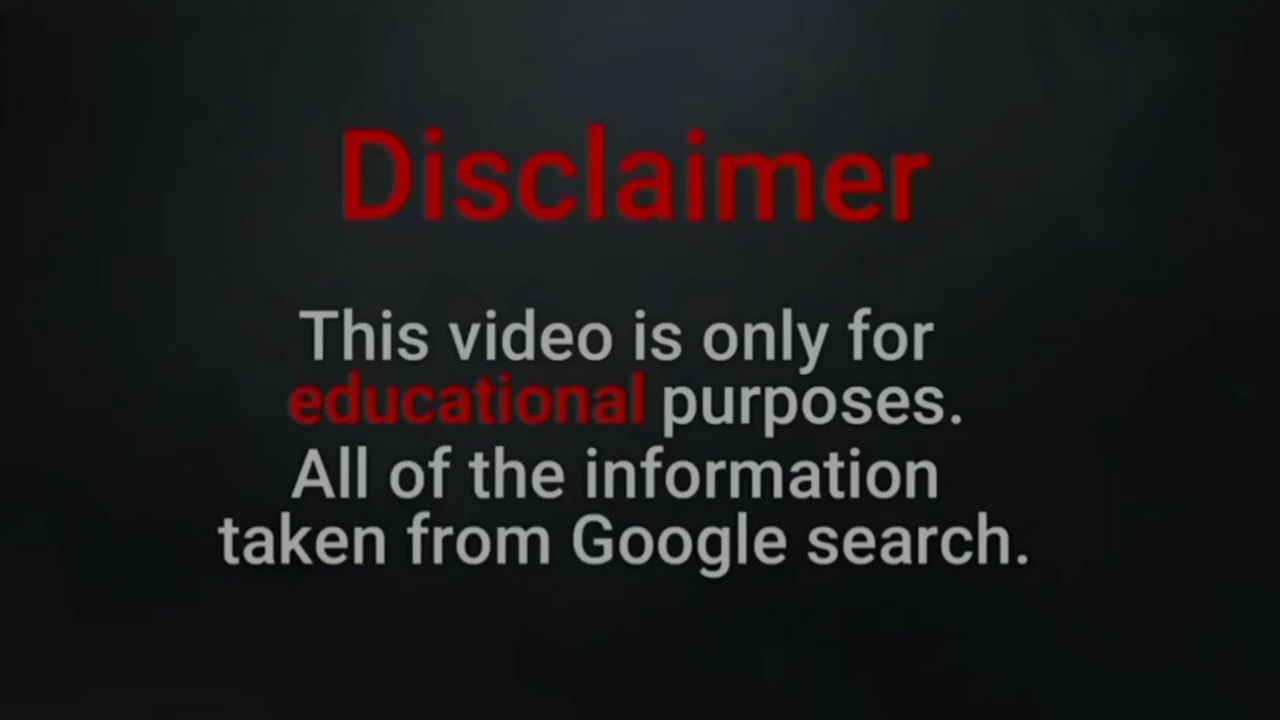 Disclaimer
This video is only for
educational purposes.
All of the information
taken from Google search.